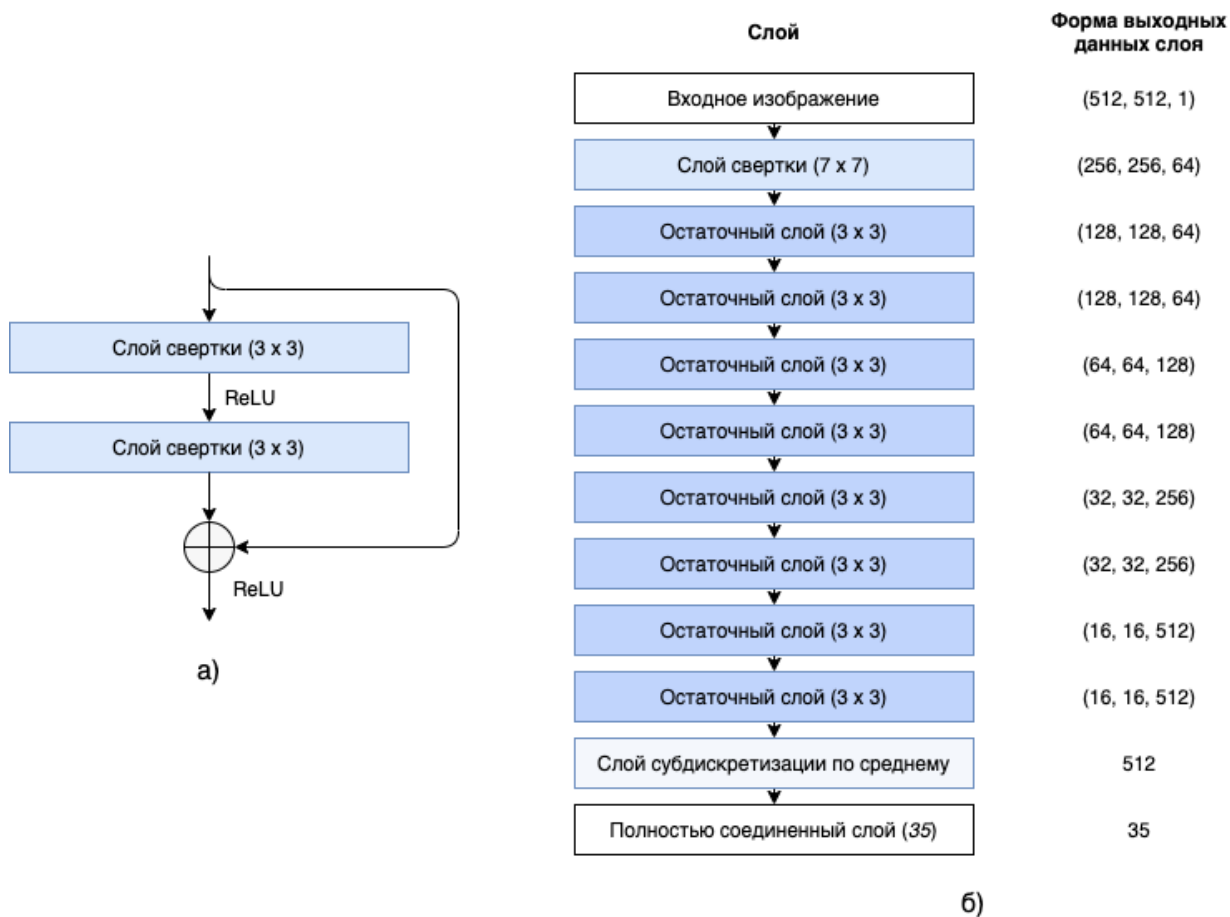 Слой свертки (3 x 3)
ReLU
Слой свертки (3 x 3)
ReLU
а)
Слой
Форма выходных
данных слоя
Входное изображение
(512, 512, 1)
Слой свертки (7 x 7)
(256, 256, 64)
Остаточный слой (3 x 3)
(128, 128, 64)
Остаточный слой (3 x 3)
(128, 128, 64)
Остаточный слой (3 x 3)
(64, 64, 128)
Остаточный слой (3 x 3)
(64, 64, 128)
Остаточный слой (3 x 3)
(32, 32, 256)
Остаточный слой (3 x 3)
(32, 32, 256)
Остаточный слой (3 x 3)
(16, 16, 512)
Остаточный слой (3 x 3)
(16, 16, 512)
Слой субдискретизации по среднему
512
Полностью соединенный слой (35)
35
б)